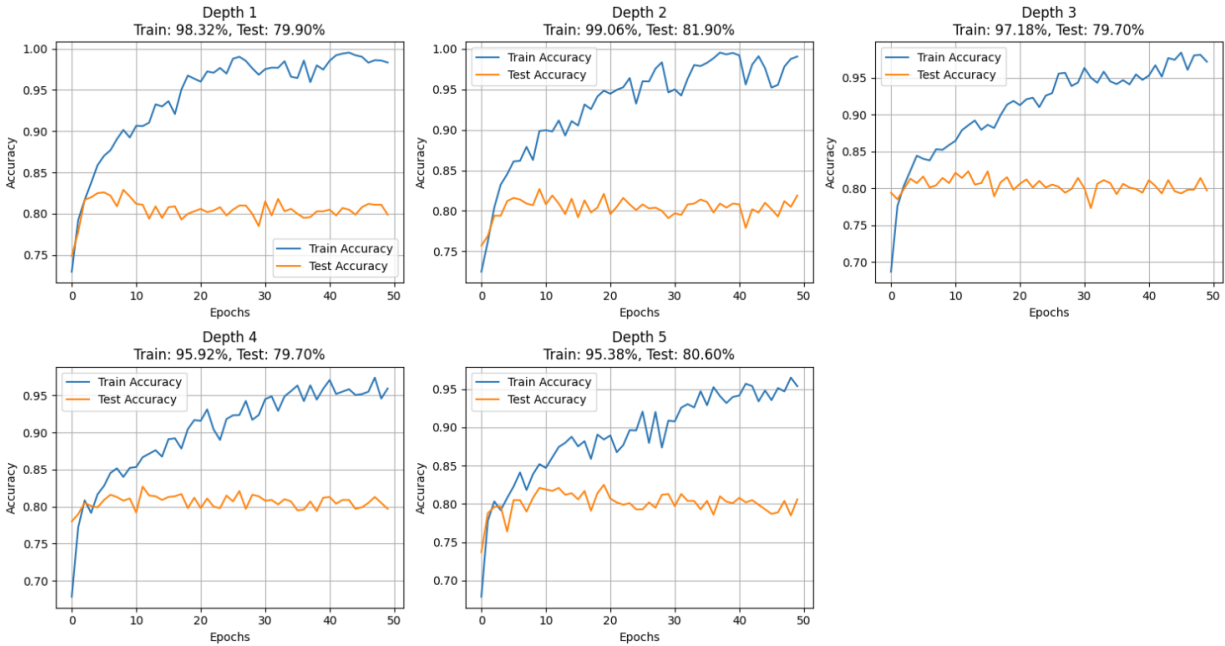 Depth 1
Train: 98.32%, Test: 79.90%
1.00
0.95
0.90
0.85
0.80
0.75
Accuracy
Train Accuracy
Test Accuracy
0 10 20 30 40 50
Epochs
Depth 2
Train: 99.06%, Test: 81.90%
1.00
0.95
0.90
0.85
0.80
0.75
Accuracy
Train Accuracy
Test Accuracy
0 10 20 30 40 50
Epochs
Depth 3
Train: 97.18%, Test: 79.70%
0.95
0.90
0.85
0.80
0.75
0.70
Accuracy
Train Accuracy
Test Accuracy
0 10 20 30 40 50
Epochs
Depth 4
Train: 95.92%, Test: 79.70%
0.95
0.90
0.85
0.80
0.75
0.70
Accuracy
Train Accuracy
Test Accuracy
0 10 20 30 40 50
Epochs
Depth 5
Train: 95.38%, Test: 80.60%
0.95
0.90
0.85
0.80
0.75
0.70
Accuracy
Train Accuracy
Test Accuracy
0 10 20 30 40 50
Epochs